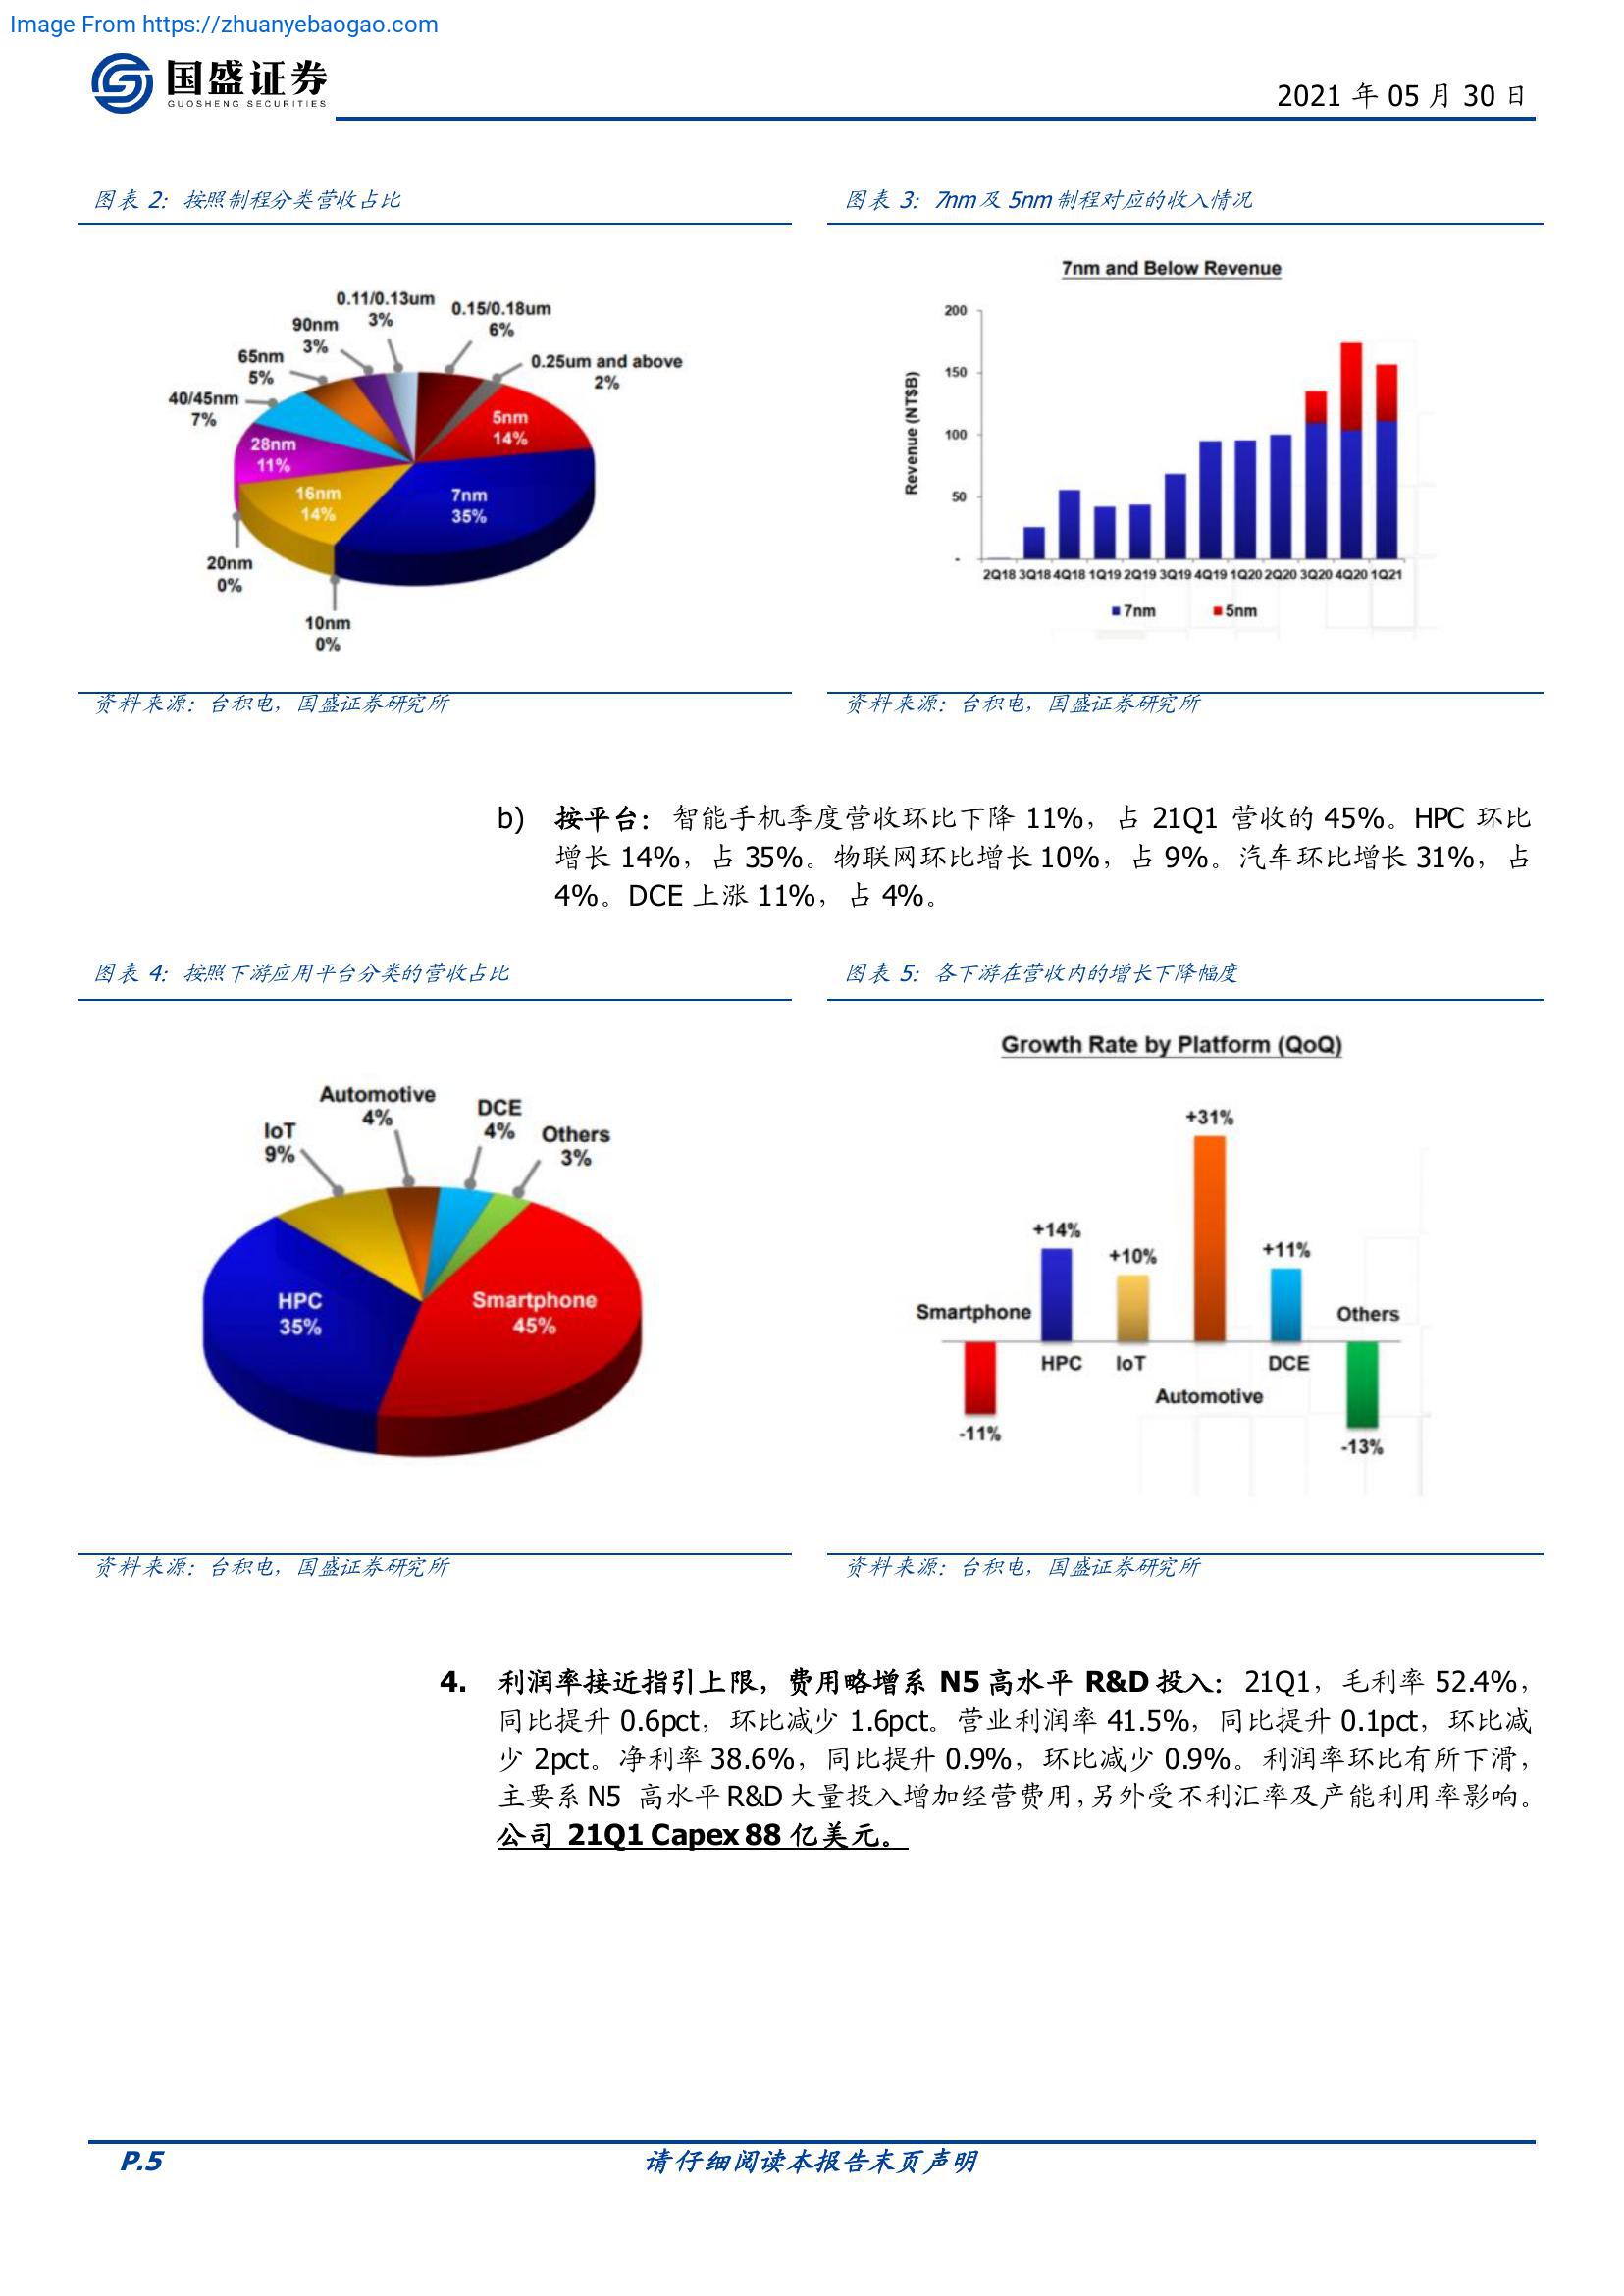 Image From https://zhuanyebaogao.com
国盛证券
GUOSHENG SECURITIES
2021 年 05 月 30 日
图表 2：按照制程分类营收占比
0.11/0.13um
3%
0.15/0.18um
6%
90nm
3%
65nm
5%
0.25um and above
2%
40/45nm
7%
5nm
14%
28nm
11%
16nm
14%
7nm
35%
20nm
0%
10nm
0%
资料来源：台积电，国盛证券研究所
图表 3：7nm 及 5nm 制程对应的收入情况
7nm and Below Revenue
Revenue (NT$B)
200
150
100
50
-
2Q18 3Q18 4Q18 1Q19 2Q19 3Q19 4Q19 1Q20 2Q20 3Q20 4Q20 1Q21
7nm 5nm
资料来源：台积电，国盛证券研究所
b) 按平台：智能手机季度营收环比下降 11%，占 21Q1 营收的 45%。HPC 环比
增长 14%，占 35%。物联网环比增长 10%，占 9%。汽车环比增长 31%，占
4%。DCE 上涨 11%，占 4%。
图表 4：按照下游应用平台分类的营收占比
Automotive
4%
DCE
4%
IoT
9%
Others
3%
HPC
35%
Smartphone
45%
资料来源：台积电，国盛证券研究所
图表 5：各下游在营收内的增长下降幅度
Growth Rate by Platform (QoQ)
+31%
+14%
+10%
+11%
Smartphone
Others
HPC IoT DCE
Automotive
-11%
-13%
资料来源：台积电，国盛证券研究所
4. 利润率接近指引上限，费用略增系 N5 高水平 R&D 投入：21Q1，毛利率 52.4%，
同比提升 0.6pct，环比减少 1.6pct。营业利润率 41.5%，同比提升 0.1pct，环比减
少 2pct。净利率 38.6%，同比提升 0.9%，环比减少 0.9%。利润率环比有所下滑，
主要系 N5 高水平 R&D 大量投入增加经营费用，另外受不利汇率及产能利用率影响。
公司 21Q1 Capex 88 亿美元。
P.5
请仔细阅读本报告末页声明